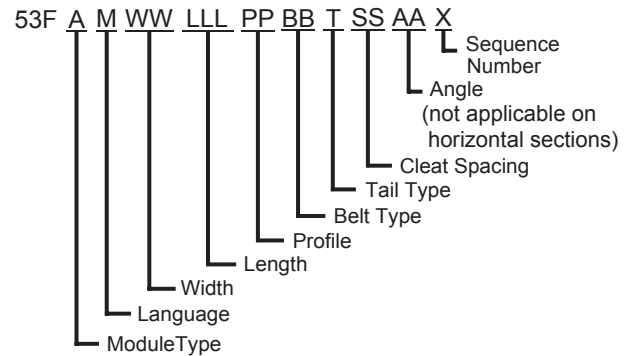 53F A M WW LLL PP BB T SS AA X
Sequence
Number
Angle
(not applicable on
horizontal sections)
Cleat Spacing
Tail Type
Belt Type
Profile
Length
Width
Language
ModuleType